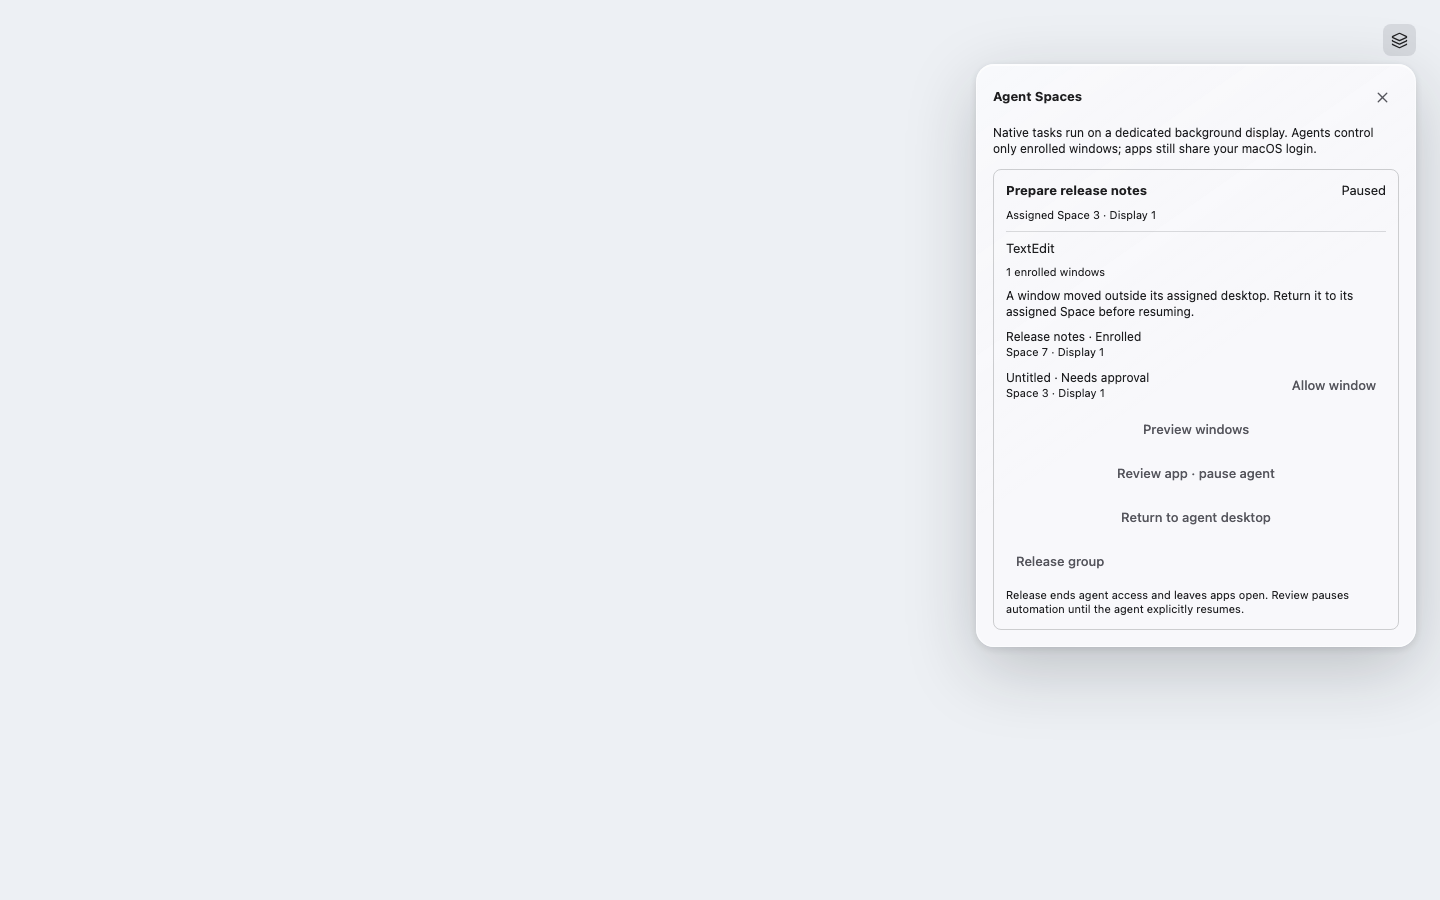 Agent Spaces
Native tasks run on a dedicated background display. Agents control
only enrolled windows; apps still share your macOS login.
Prepare release notes Paused
Assigned Space 3 · Display 1
TextEdit
1 enrolled windows
A window moved outside its assigned desktop. Return it to its
assigned Space before resuming.
Release notes · Enrolled
Space 7 · Display 1
Untitled · Needs approval
Space 3 · Display 1
Allow window
Preview windows
Review app · pause agent
Return to agent desktop
Release group
Release ends agent access and leaves apps open. Review pauses
automation until the agent explicitly resumes.